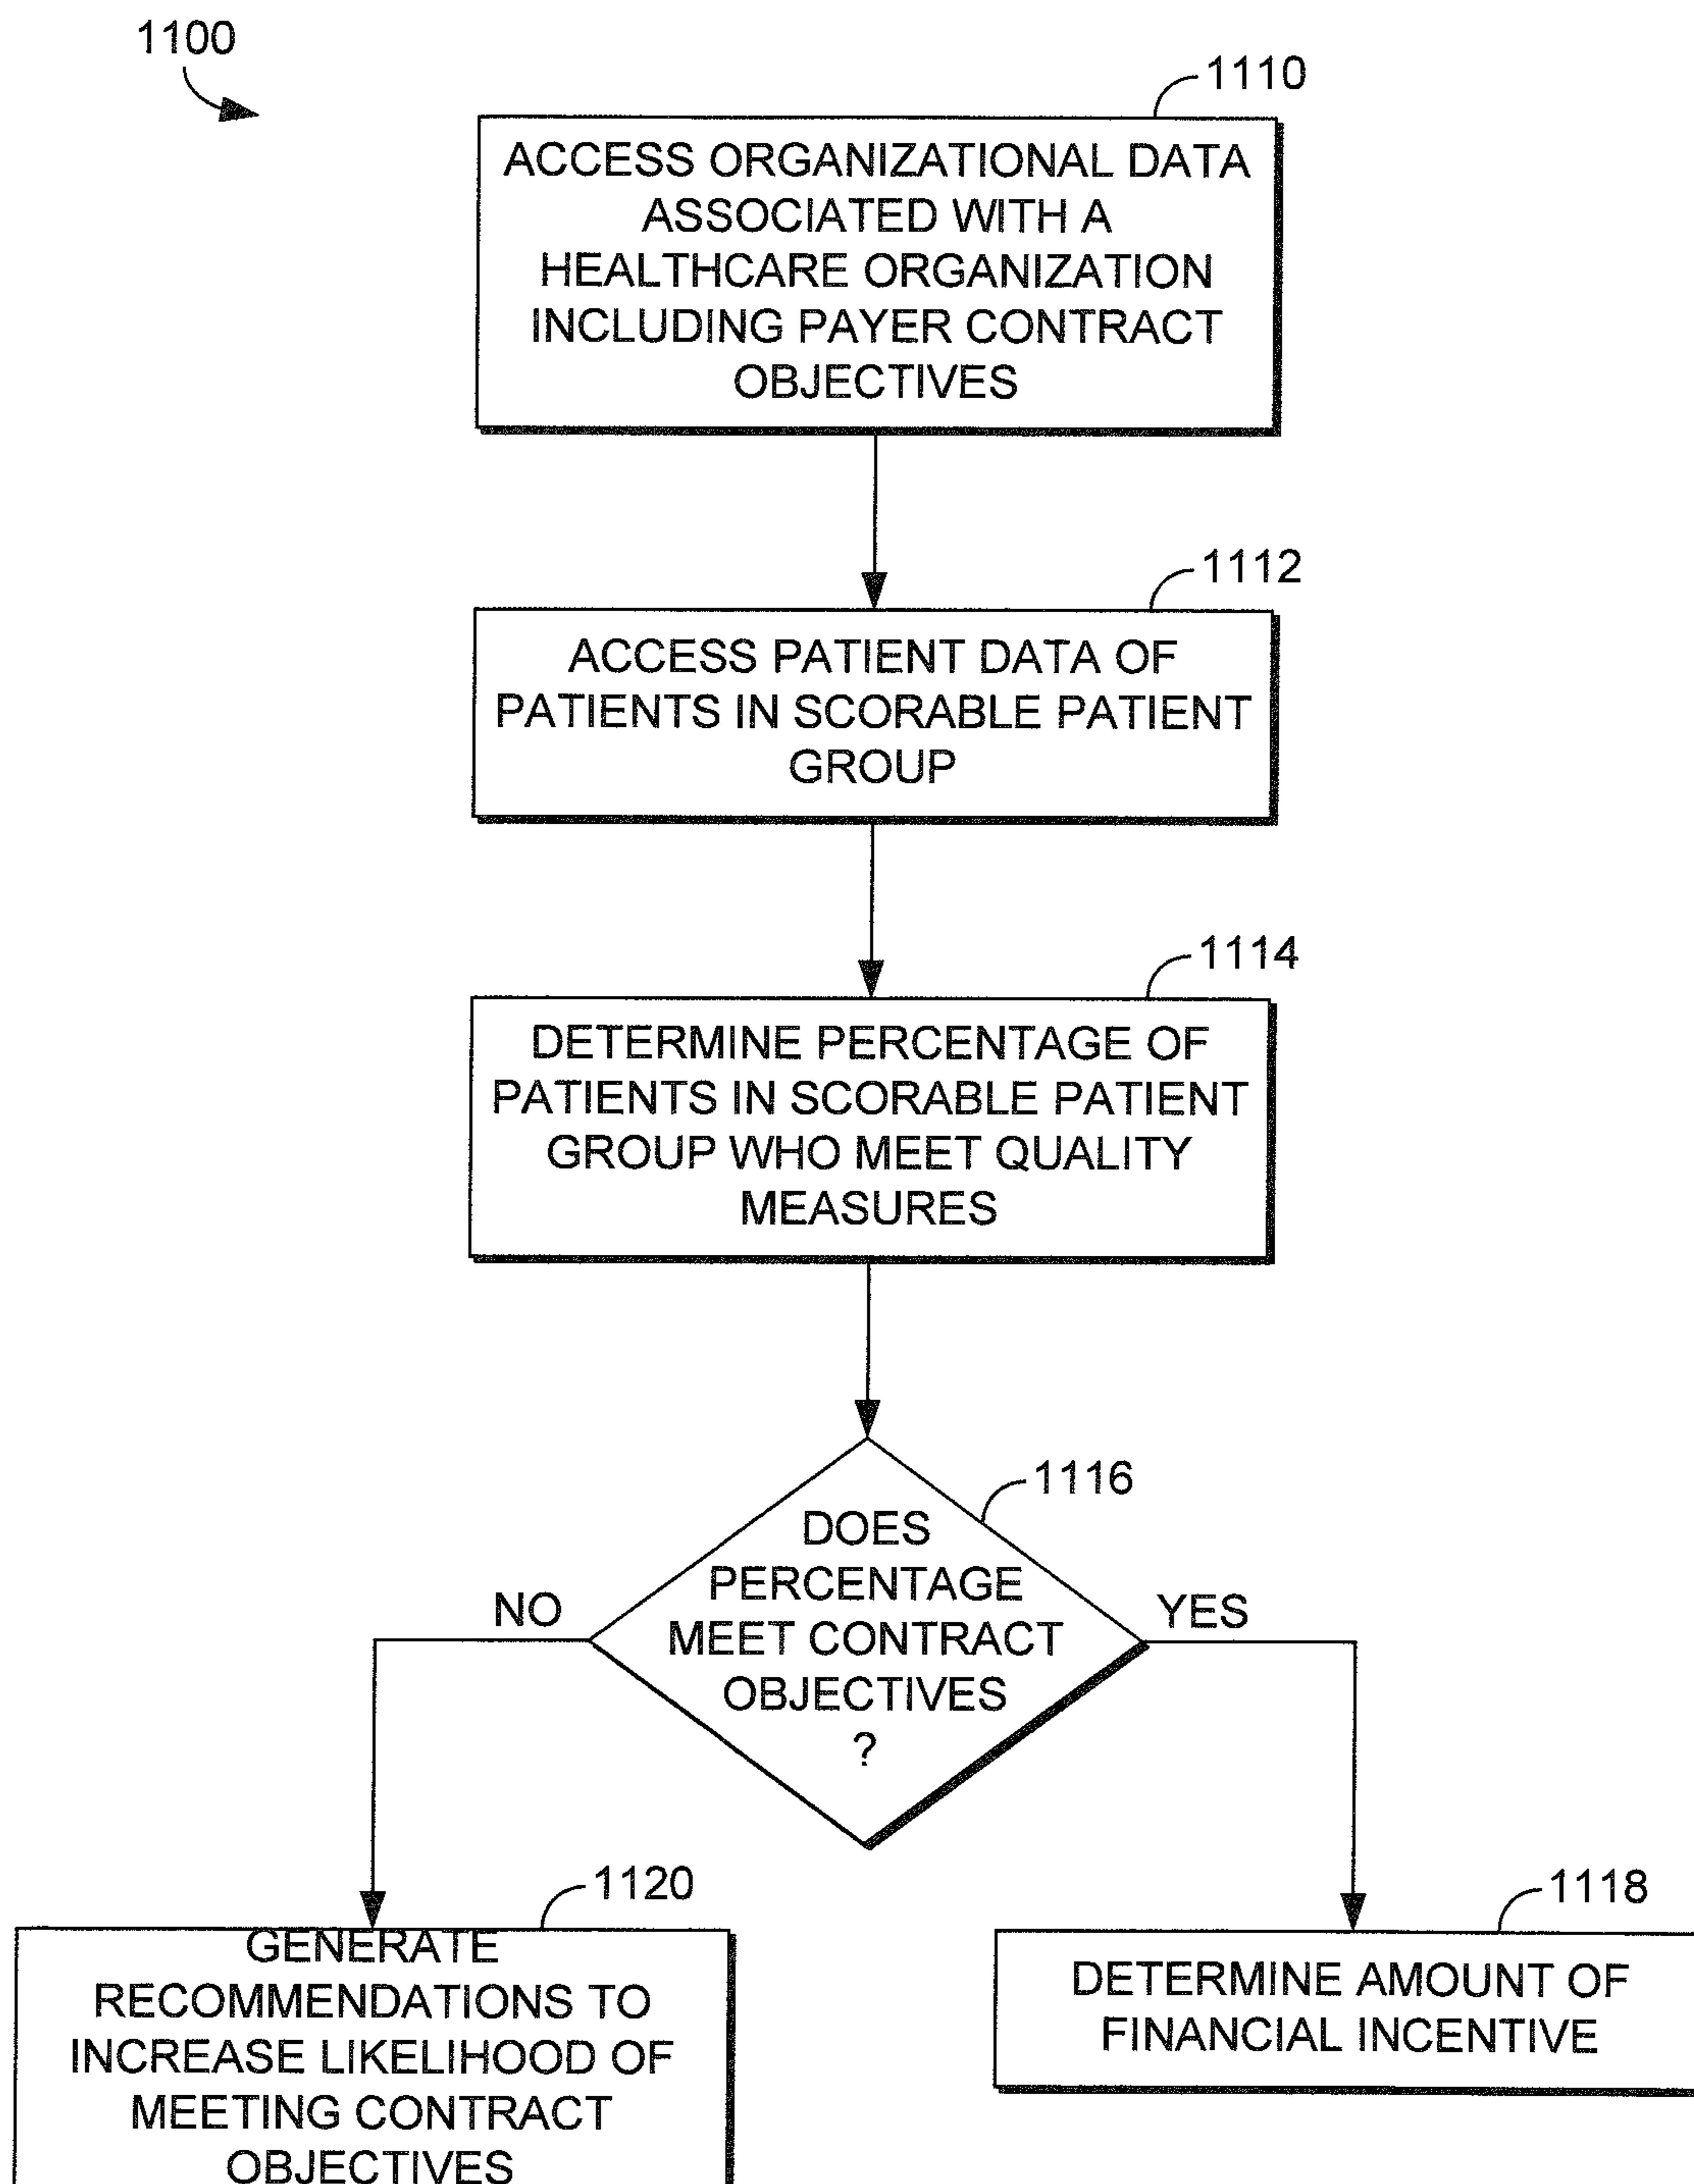 1100
1110
ACCESS ORGANIZATIONAL DATA
ASSOCIATED WITH A
HEALTHCARE ORGANIZATION
INCLUDING PAYER CONTRACT
OBJECTIVES
1112
ACCESS PATIENT DATA OF
PATIENTS IN SCORABLE PATIENT
GROUP
1114
DETERMINE PERCENTAGE OF
PATIENTS IN SCORABLE PATIENT
GROUP WHO MEET QUALITY
MEASURES
1116
DOES
PERCENTAGE
MEET CONTRACT
OBJECTIVES
?
NO
YES
1120
GENERATE
RECOMMENDATIONS TO
INCREASE LIKELIHOOD OF
MEETING CONTRACT
OBJECTIVES
1118
DETERMINE AMOUNT OF
FINANCIAL INCENTIVE